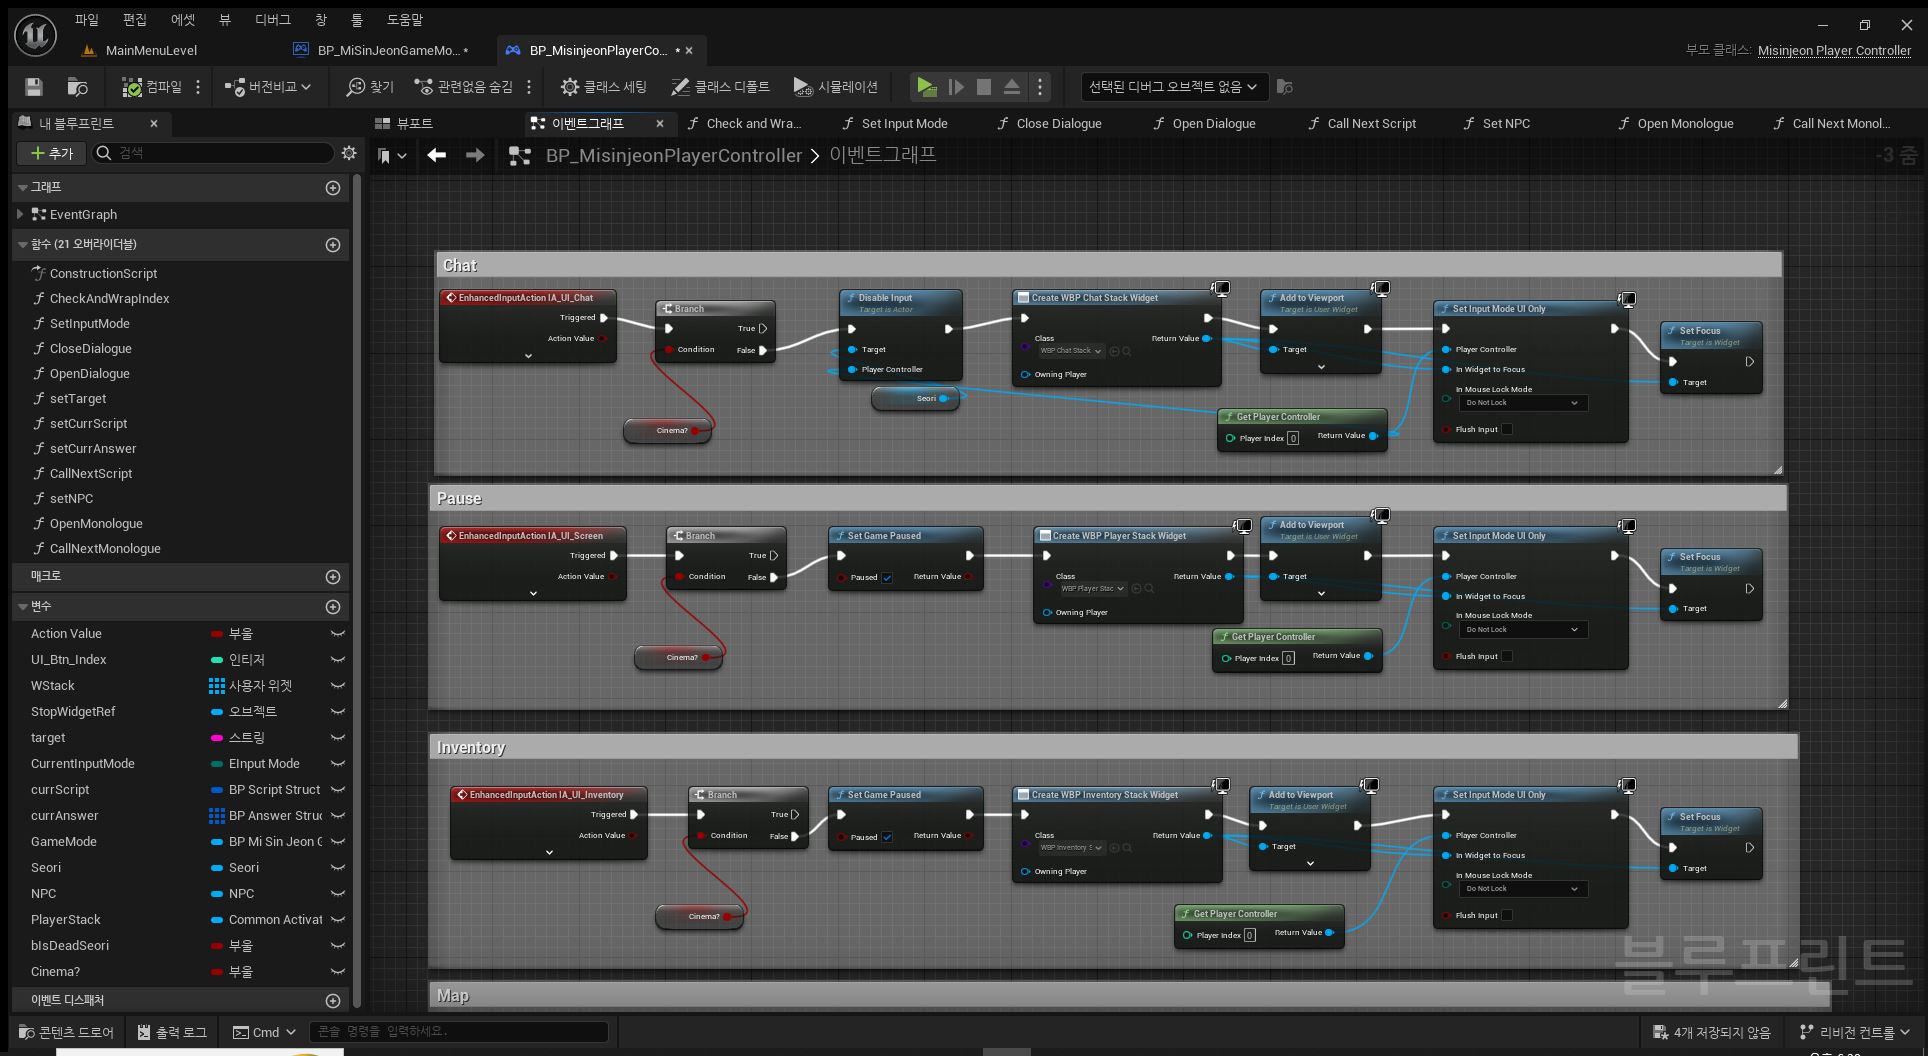 파일 편집 에셋 뷰 디버그 창 툴 도움말
MainMenuLevel BP_MiSinJeonGameMo...* BP_MisinjeonPlayerCo... *
부모 클래스: Misinjeon Player Controller
컴파일 버전비교 찾기 관련없음 숨김 클래스 세팅 클래스 디폴트 시뮬레이션 선택된 디버그 오브젝트 없음
내 블루프린트
뷰포트 이벤트그래프 Check and Wra... Set Input Mode Close Dialogue Open Dialogue Call Next Script Set NPC Open Monologue Call Next Monol...
추가 검색
BP_MisinjeonPlayerController > 이벤트그래프
-3 줌
그래프
EventGraph
함수 (21 오버라이더블)
ConstructionScript
CheckAndWrapIndex
SetInputMode
CloseDialogue
OpenDialogue
setTarget
setCurrScript
setCurrAnswer
CallNextScript
setNPC
OpenMonologue
CallNextMonologue
매크로
변수
Action Value 부울
UI_Btn_Index 인티저
WStack 사용자 위젯
StopWidgetRef 오브젝트
target 스트링
CurrentInputMode EInput Mode
currScript BP Script Struct
currAnswer BP Answer Struc
GameMode BP Mi Sin Jeon G
Seori Seori
NPC NPC
PlayerStack Common Activat
bIsDeadSeori 부울
Cinema? 부울
이벤트 디스패처
Chat
EnhancedInputAction IA_UI_Chat
Triggered
Action Value
Branch
True
Condition False
Cinema?
Disable Input
Target is Actor
Target
Player Controller
Seori
Create WBP Chat Stack Widget
Class Return Value
WBP Chat Stack
Owning Player
Add to Viewport
Target is User Widget
Target
Get Player Controller
Player Index 0 Return Value
Set Input Mode UI Only
Player Controller
In Widget to Focus
In Mouse Lock Mode
Do Not Lock
Flush Input
Set Focus
Target is Widget
Target
Pause
EnhancedInputAction IA_UI_Screen
Triggered
Action Value
Branch
True
Condition False
Cinema?
Set Game Paused
Paused Return Value
Create WBP Player Stack Widget
Class Return Value
WBP Player Stac
Owning Player
Add to Viewport
Target is User Widget
Target
Get Player Controller
Player Index 0 Return Value
Set Input Mode UI Only
Player Controller
In Widget to Focus
In Mouse Lock Mode
Do Not Lock
Flush Input
Set Focus
Target is Widget
Target
Inventory
EnhancedInputAction IA_UI_Inventory
Triggered
Action Value
Branch
True
Condition False
Cinema?
Set Game Paused
Paused Return Value
Create WBP Inventory Stack Widget
Class Return Value
WBP Inventory S
Owning Player
Add to Viewport
Target is User Widget
Target
Get Player Controller
Player Index 0 Return Value
Set Input Mode UI Only
Player Controller
In Widget to Focus
In Mouse Lock Mode
Do Not Lock
Flush Input
Set Focus
Target is Widget
Target
블루프린트
Map
콘텐츠 드로어 출력 로그 Cmd 콘솔 명령을 입력하세요. 4개 저장되지 않음 리비전 컨트롤